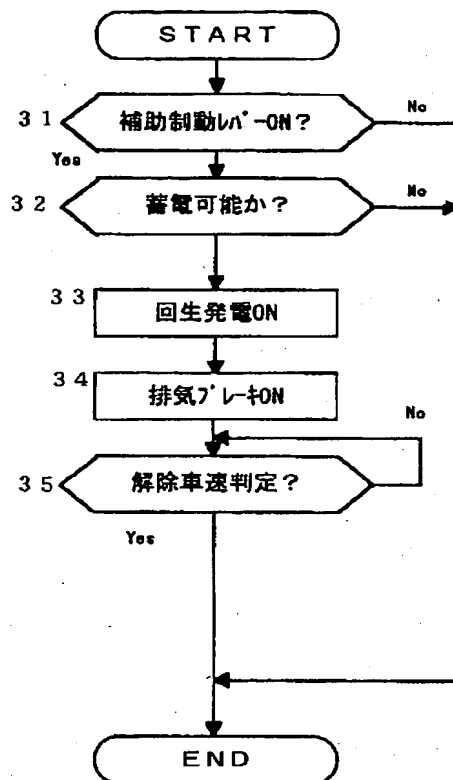 START
31
補助制動ﾚﾊﾞｰON？
No
Yes
32
蓄電可能か？
No
33
回生発電ON
34
排気ﾌﾞﾚｰｷON
No
35
解除車速判定？
Yes
END